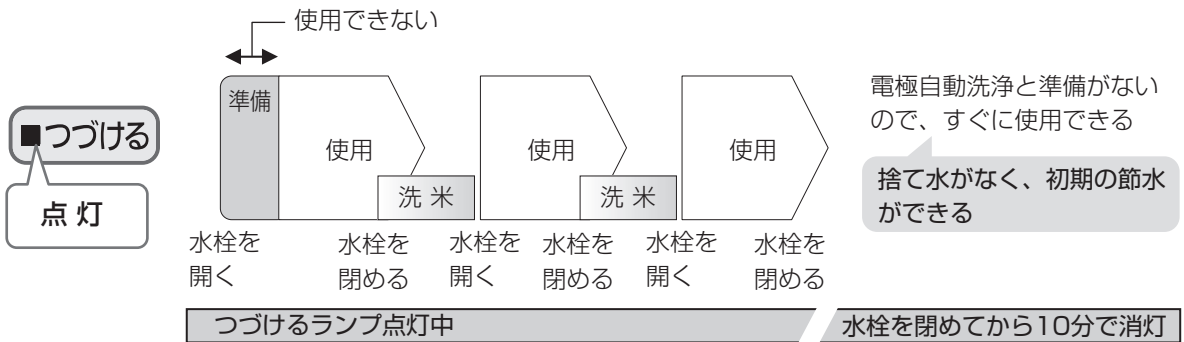 使用できない
準備
■つづける
点 灯
使用
洗 米
使用
洗 米
使用
水栓を
開く
水栓を
閉める
水栓を
開く
水栓を
閉める
水栓を
開く
水栓を
閉める
電極自動洗浄と準備がない
ので、すぐに使用できる
捨て水がなく、初期の節水
ができる
つづけるランプ点灯中
水栓を閉めてから10分で消灯